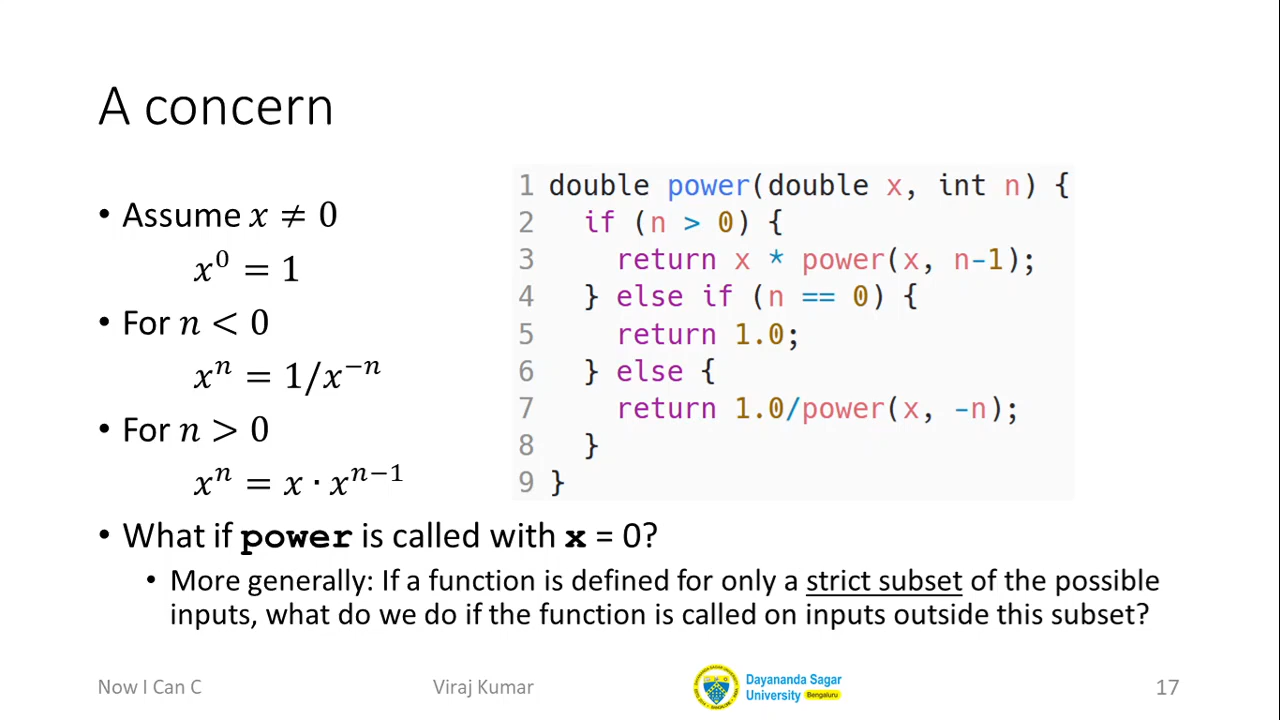 A concern
• Assume x ≠ 0
x⁰ = 1
• For n < 0
xⁿ = 1/x⁻ⁿ
• For n > 0
xⁿ = x · xⁿ⁻¹
1 double power(double x, int n) {
2   if (n > 0) {
3     return x * power(x, n-1);
4   } else if (n == 0) {
5     return 1.0;
6   } else {
7     return 1.0/power(x, -n);
8   }
9 }
• What if power is called with x = 0?
• More generally: If a function is defined for only a strict subset of the possible
inputs, what do we do if the function is called on inputs outside this subset?
Now I Can C
Viraj Kumar
Dayananda Sagar
University Bengaluru
17